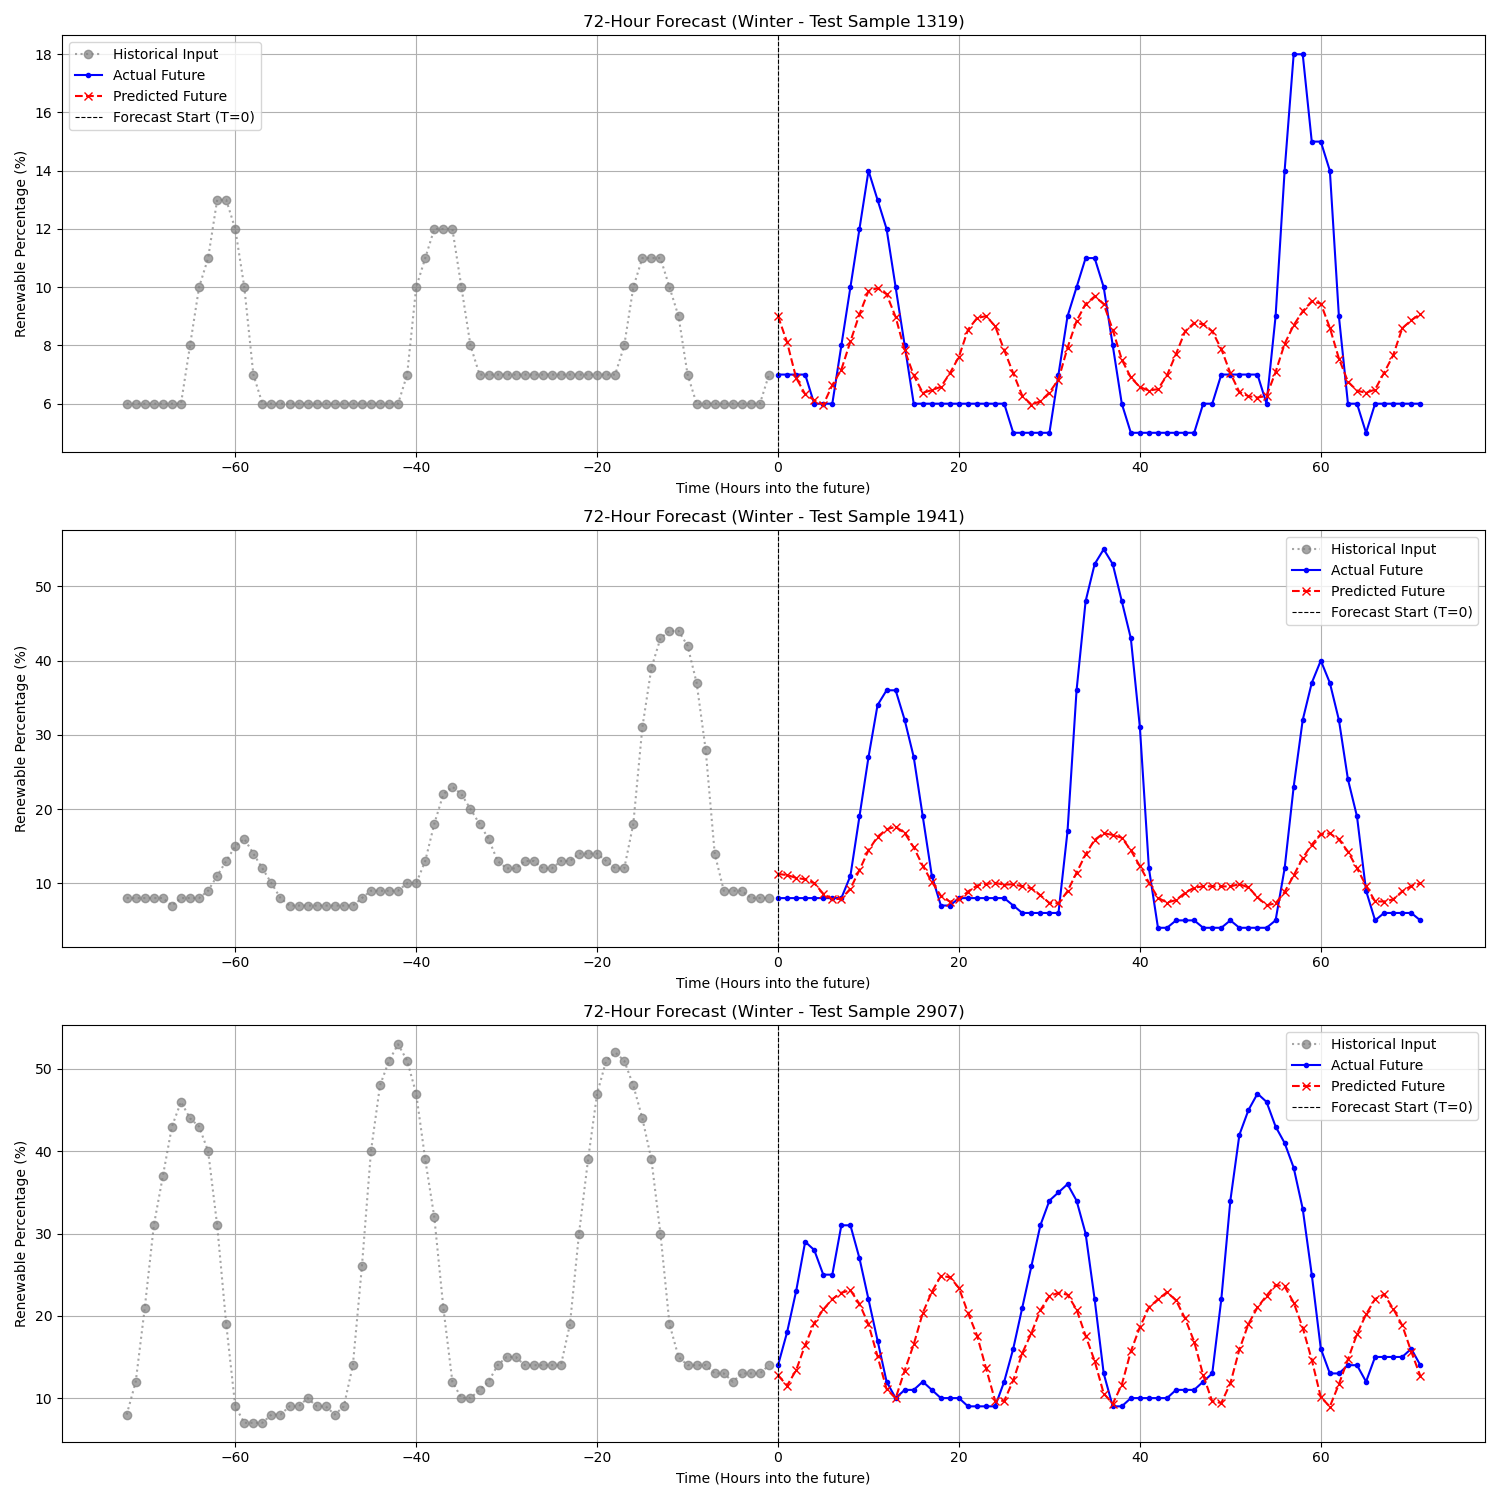 72-Hour Forecast (Winter - Test Sample 1319)
Historical Input
Actual Future
Predicted Future
Forecast Start (T=0)
Renewable Percentage (%)
18
16
14
12
10
8
6
−60 −40 −20 0 20 40 60
Time (Hours into the future)
72-Hour Forecast (Winter - Test Sample 1941)
Historical Input
Actual Future
Predicted Future
Forecast Start (T=0)
Renewable Percentage (%)
50
40
30
20
10
−60 −40 −20 0 20 40 60
Time (Hours into the future)
72-Hour Forecast (Winter - Test Sample 2907)
Historical Input
Actual Future
Predicted Future
Forecast Start (T=0)
Renewable Percentage (%)
50
40
30
20
10
−60 −40 −20 0 20 40 60
Time (Hours into the future)